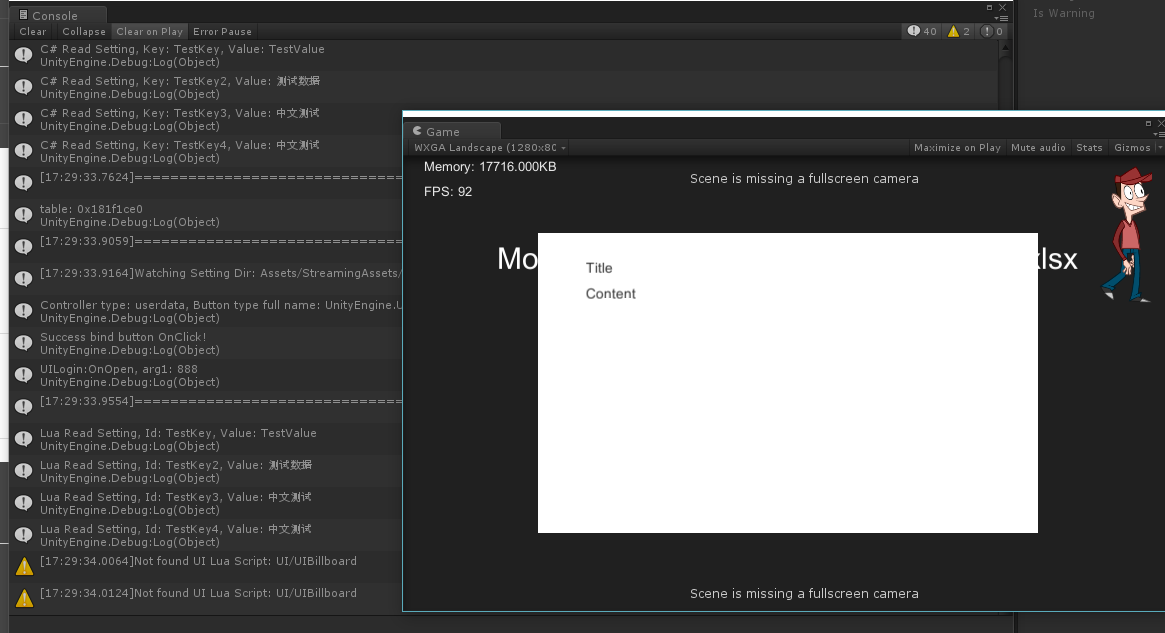 Console
Is Warning
Clear Collapse Clear on Play Error Pause 40 2 0
C# Read Setting, Key: TestKey, Value: TestValue
UnityEngine.Debug:Log(Object)
C# Read Setting, Key: TestKey2, Value: 测试数据
UnityEngine.Debug:Log(Object)
C# Read Setting, Key: TestKey3, Value: 中文测试
UnityEngine.Debug:Log(Object)
C# Read Setting, Key: TestKey4, Value: 中文测试
UnityEngine.Debug:Log(Object)
[17:29:33.7624]==============================
table: 0x181f1ce0
UnityEngine.Debug:Log(Object)
[17:29:33.9059]==============================
[17:29:33.9164]Watching Setting Dir: Assets/StreamingAssets/
Controller type: userdata, Button type full name: UnityEngine.U
UnityEngine.Debug:Log(Object)
Success bind button OnClick!
UnityEngine.Debug:Log(Object)
UILogin:OnOpen, arg1: 888
UnityEngine.Debug:Log(Object)
[17:29:33.9554]==============================
Lua Read Setting, Id: TestKey, Value: TestValue
UnityEngine.Debug:Log(Object)
Lua Read Setting, Id: TestKey2, Value: 测试数据
UnityEngine.Debug:Log(Object)
Lua Read Setting, Id: TestKey3, Value: 中文测试
UnityEngine.Debug:Log(Object)
Lua Read Setting, Id: TestKey4, Value: 中文测试
UnityEngine.Debug:Log(Object)
[17:29:34.0064]Not found UI Lua Script: UI/UIBillboard
[17:29:34.0124]Not found UI Lua Script: UI/UIBillboard
Game
WXGA Landscape (1280x80 Maximize on Play Mute audio Stats Gizmos
Memory: 17716.000KB
FPS: 92
Scene is missing a fullscreen camera
Mo xlsx
Title
Content
Scene is missing a fullscreen camera